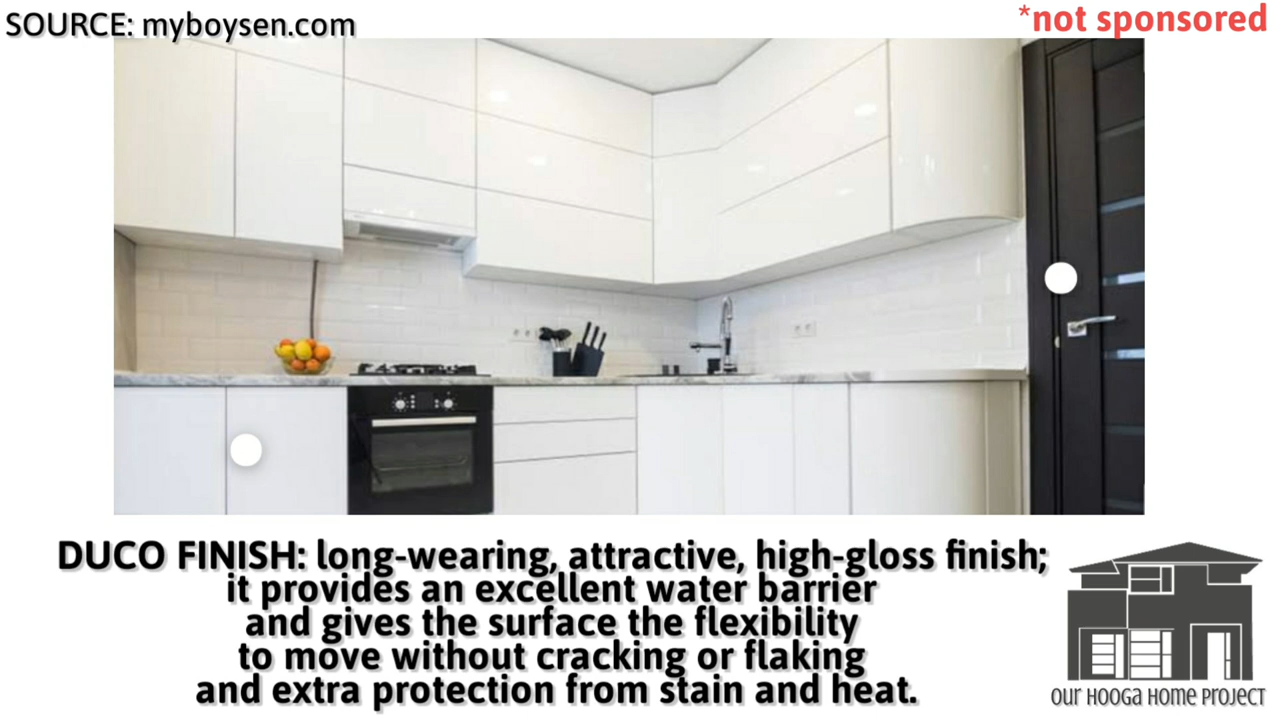 SOURCE: myboysen.com
*not sponsored
DUCO FINISH: long-wearing, attractive, high-gloss finish;
it provides an excellent water barrier
and gives the surface the flexibility
to move without cracking or flaking
and extra protection from stain and heat.
OUR HOOGA HOME PROJECT